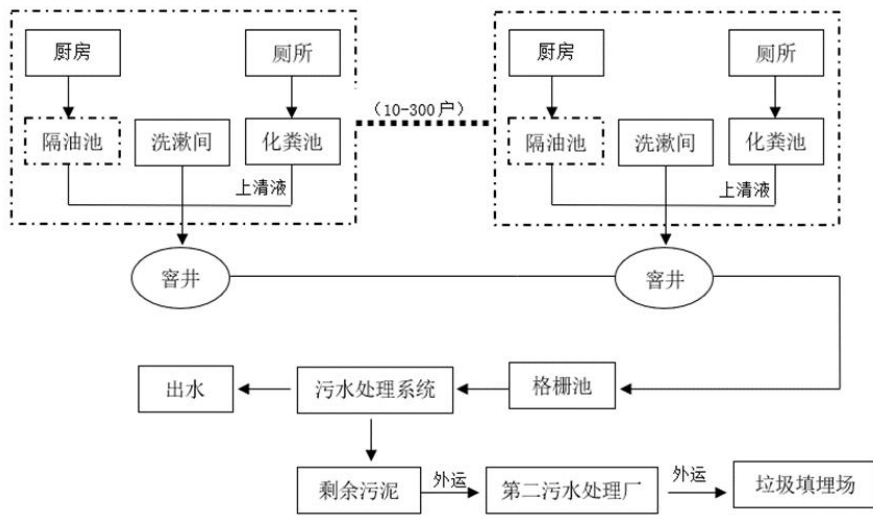 厨房
厕所
厨房
厕所
（10-300户）
隔油池
洗漱间
化粪池
隔油池
洗漱间
化粪池
上清液
上清液
窨井
窨井
出水
污水处理系统
格栅池
剩余污泥
外运
第二污水处理厂
外运
垃圾填埋场